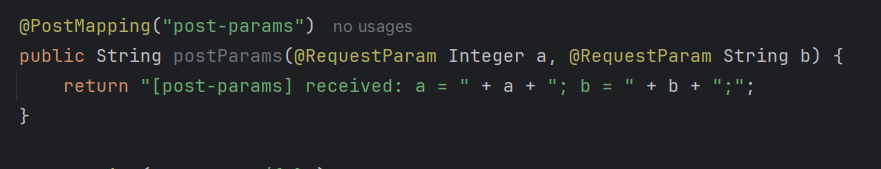 @PostMapping("post-params") no usages
public String postParams(@RequestParam Integer a, @RequestParam String b) {
return "[post-params] received: a = " + a + "; b = " + b + ";";
}